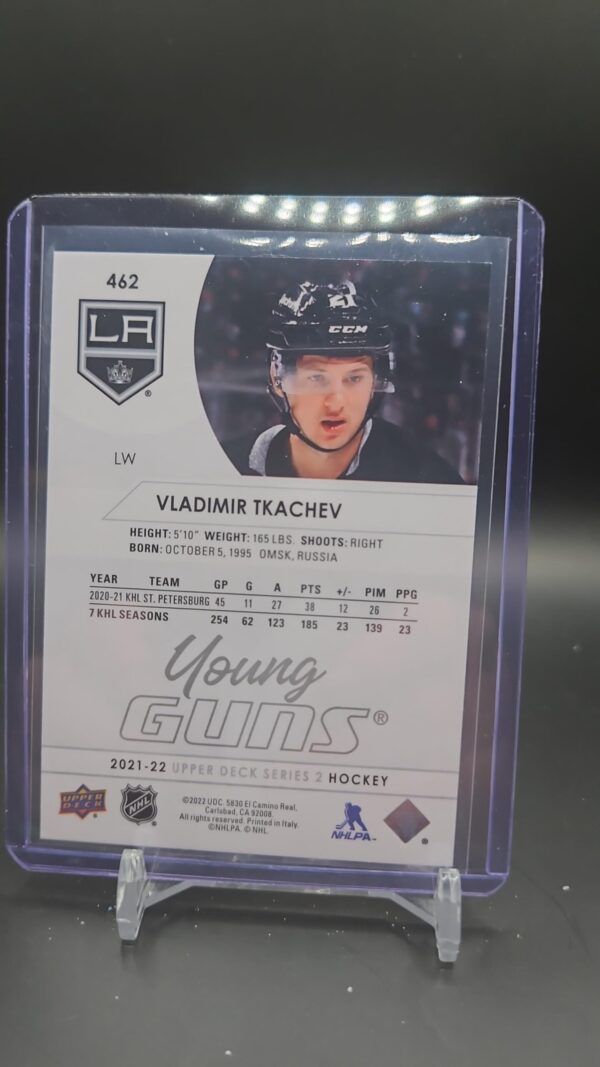 462
LA
®
21
CCM
LW
VLADIMIR TKACHEV
HEIGHT: 5'10" WEIGHT: 165 LBS. SHOOTS: RIGHT
BORN: OCTOBER 5, 1995 OMSK, RUSSIA
YEAR TEAM GP G A PTS +/- PIM PPG
2020-21 KHL ST. PETERSBURG 45 11 27 38 12 26 2
7 KHL SEASONS 254 62 123 185 23 139 23
Young
GUNS®
2021-22 UPPER DECK SERIES 2 HOCKEY
UPPER DECK ®
NHL ®
©2022 UDC. 5830 El Camino Real,
Carlsbad, CA 92008.
All rights reserved. Printed in Italy.
©NHLPA. © NHL.
NHLPA™
®